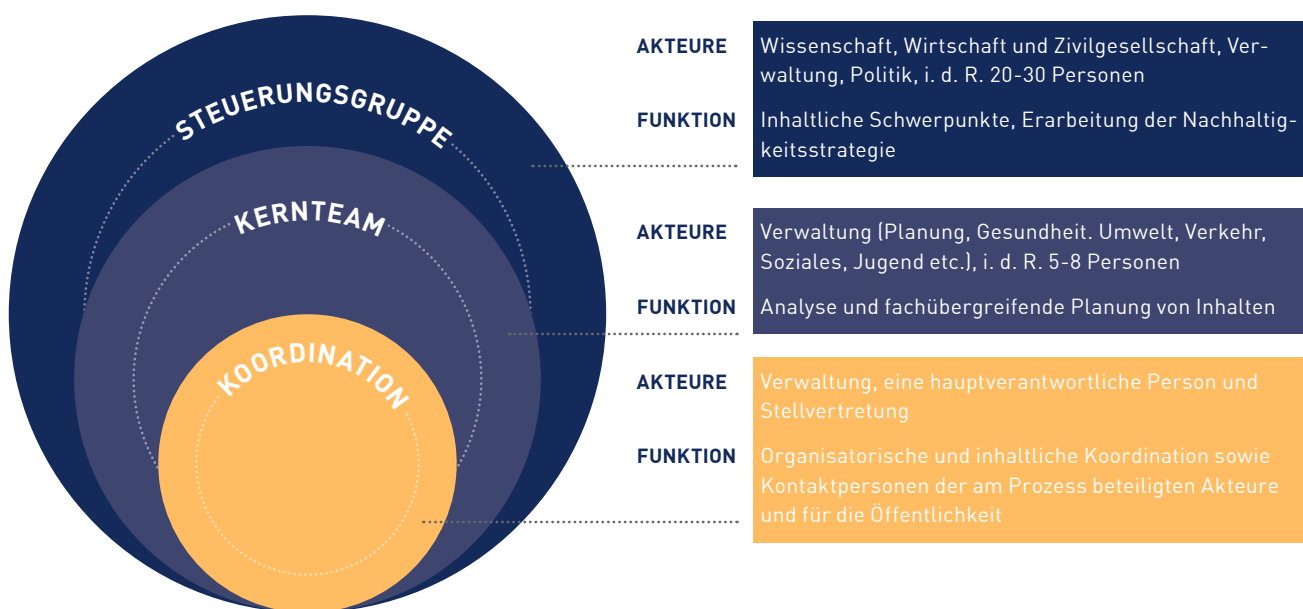 STEUERUNGSGRUPPE
KERNTEAM
KOORDINATION
AKTEURE
Wissenschaft, Wirtschaft und Zivilgesellschaft, Ver-
waltung, Politik, i. d. R. 20-30 Personen
FUNKTION
Inhaltliche Schwerpunkte, Erarbeitung der Nachhaltig-
keitsstrategie
AKTEURE
Verwaltung (Planung, Gesundheit. Umwelt, Verkehr,
Soziales, Jugend etc.), i. d. R. 5-8 Personen
FUNKTION
Analyse und fachübergreifende Planung von Inhalten
AKTEURE
Verwaltung, eine hauptverantwortliche Person und
Stellvertretung
FUNKTION
Organisatorische und inhaltliche Koordination sowie
Kontaktpersonen der am Prozess beteiligten Akteure
und für die Öffentlichkeit